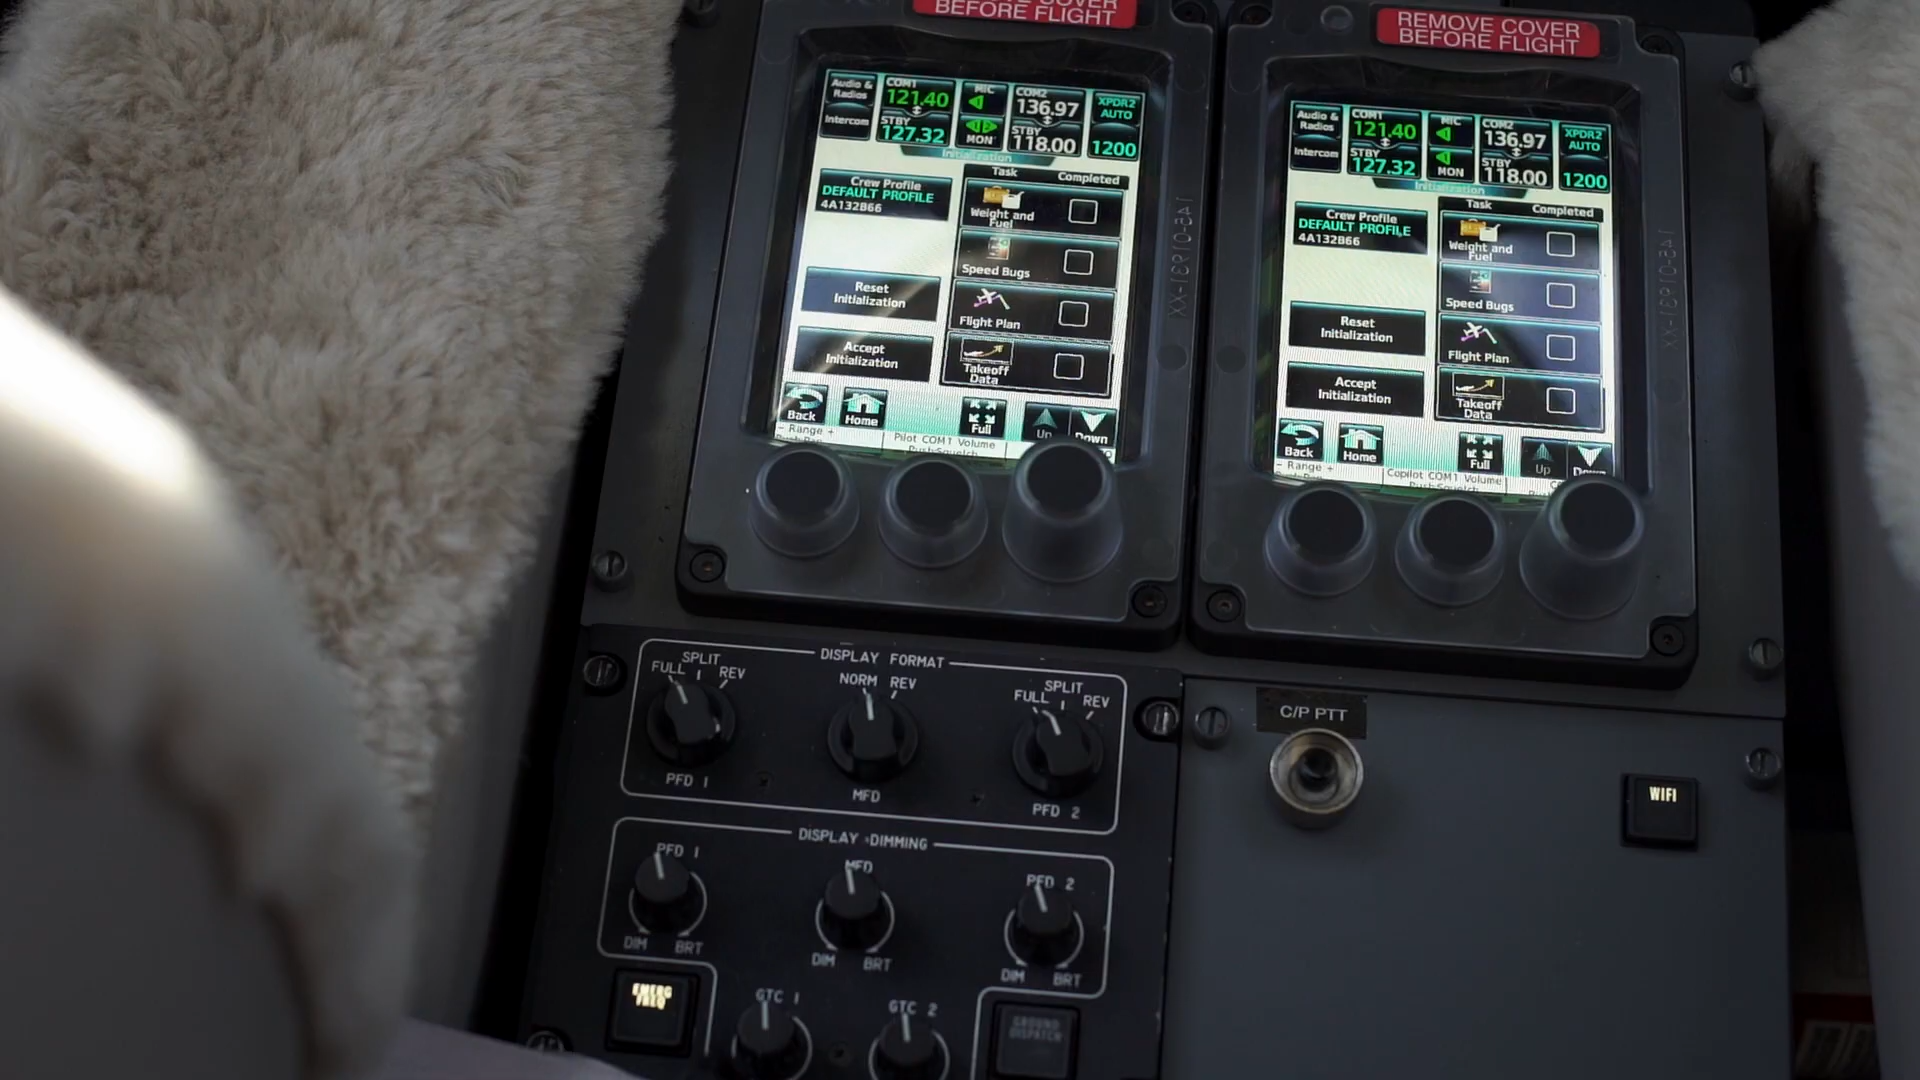 BEFORE FLIGHT
Audio &
Radios
Intercom
COM1
121.40
STBY
127.32
MIC
MON
COM2
136.97
STBY
118.00
XPDR2
AUTO
1200
Initialization
Crew Profile
DEFAULT PROFILE
4A132B66
Reset
Initialization
Accept
Initialization
Task
Completed
Weight and
Fuel
Speed Bugs
Flight Plan
Takeoff
Data
Back
Home
Full
Up
Down
- Range +
Pilot COM1 Volume
REMOVE COVER
BEFORE FLIGHT
Audio &
Radios
Intercom
COM1
121.40
STBY
127.32
MIC
MON
COM2
136.97
STBY
118.00
XPDR2
AUTO
1200
Initialization
Crew Profile
DEFAULT PROFILE
4A132B66
Reset
Initialization
Accept
Initialization
Task
Completed
Weight and
Fuel
Speed Bugs
Flight Plan
Takeoff
Data
Back
Home
Full
Up
Down
- Range +
Copilot COM1 Volume
DISPLAY FORMAT
FULL SPLIT REV
PFD 1
NORM REV
MFD
FULL SPLIT REV
PFD 2
DISPLAY DIMMING
PFD 1
DIM BRT
MFD
DIM BRT
PFD 2
DIM BRT
EMERG
FREQ
GTC 1
GTC 2
GROUND
DISPATCH
C/P PTT
WIFI